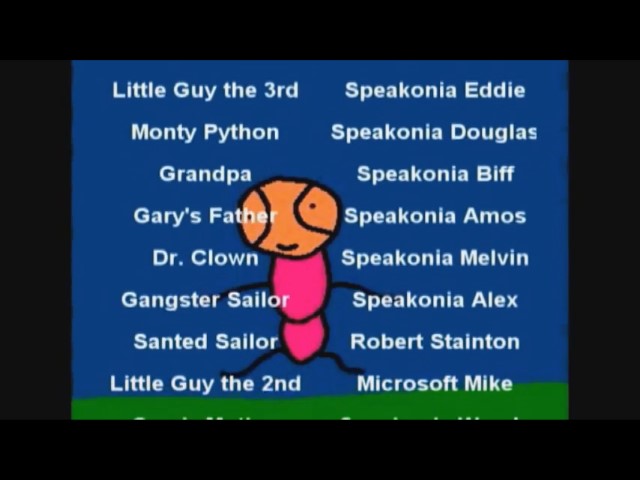 Little Guy the 3rd Speakonia Eddie
Monty Python Speakonia Douglas
Grandpa Speakonia Biff
Gary's Father Speakonia Amos
Dr. Clown Speakonia Melvin
Gangster Sailor Speakonia Alex
Santed Sailor Robert Stainton
Little Guy the 2nd Microsoft Mike